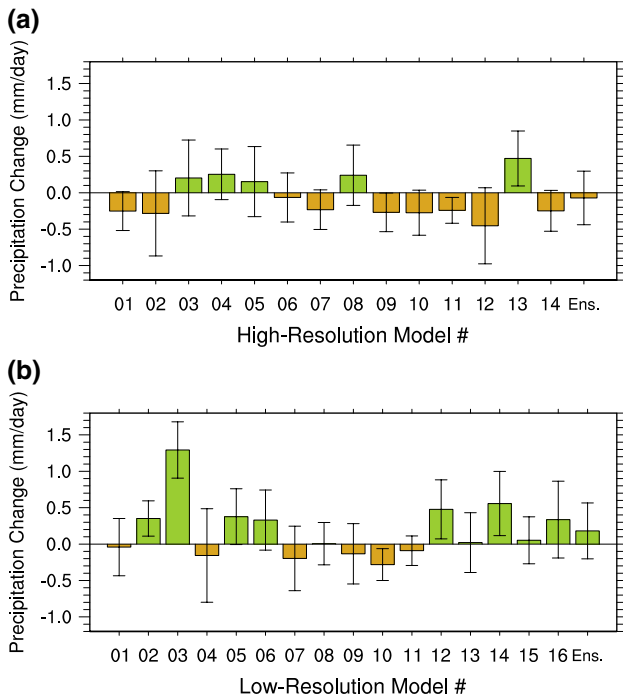 (a)
Precipitation Change (mm/day)
1.5
1.0
0.5
0.0
-0.5
-1.0
01 02 03 04 05 06 07 08 09 10 11 12 13 14 Ens.
High-Resolution Model #
(b)
Precipitation Change (mm/day)
1.5
1.0
0.5
0.0
-0.5
-1.0
01 02 03 04 05 06 07 08 09 10 11 12 13 14 15 16 Ens.
Low-Resolution Model #